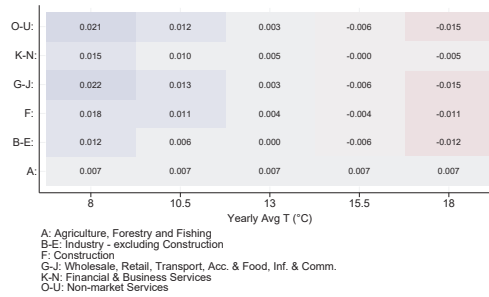 O-U: 0.021 0.012 0.003 -0.006 -0.015
K-N: 0.015 0.010 0.005 -0.000 -0.005
G-J: 0.022 0.013 0.003 -0.006 -0.015
F: 0.018 0.011 0.004 -0.004 -0.011
B-E: 0.012 0.006 0.000 -0.006 -0.012
A: 0.007 0.007 0.007 0.007 0.007
8 10.5 13 15.5 18
Yearly Avg T (°C)
A: Agriculture, Forestry and Fishing
B-E: Industry - excluding Construction
F: Construction
G-J: Wholesale, Retail, Transport, Acc. & Food, Inf. & Comm.
K-N: Financial & Business Services
O-U: Non-market Services